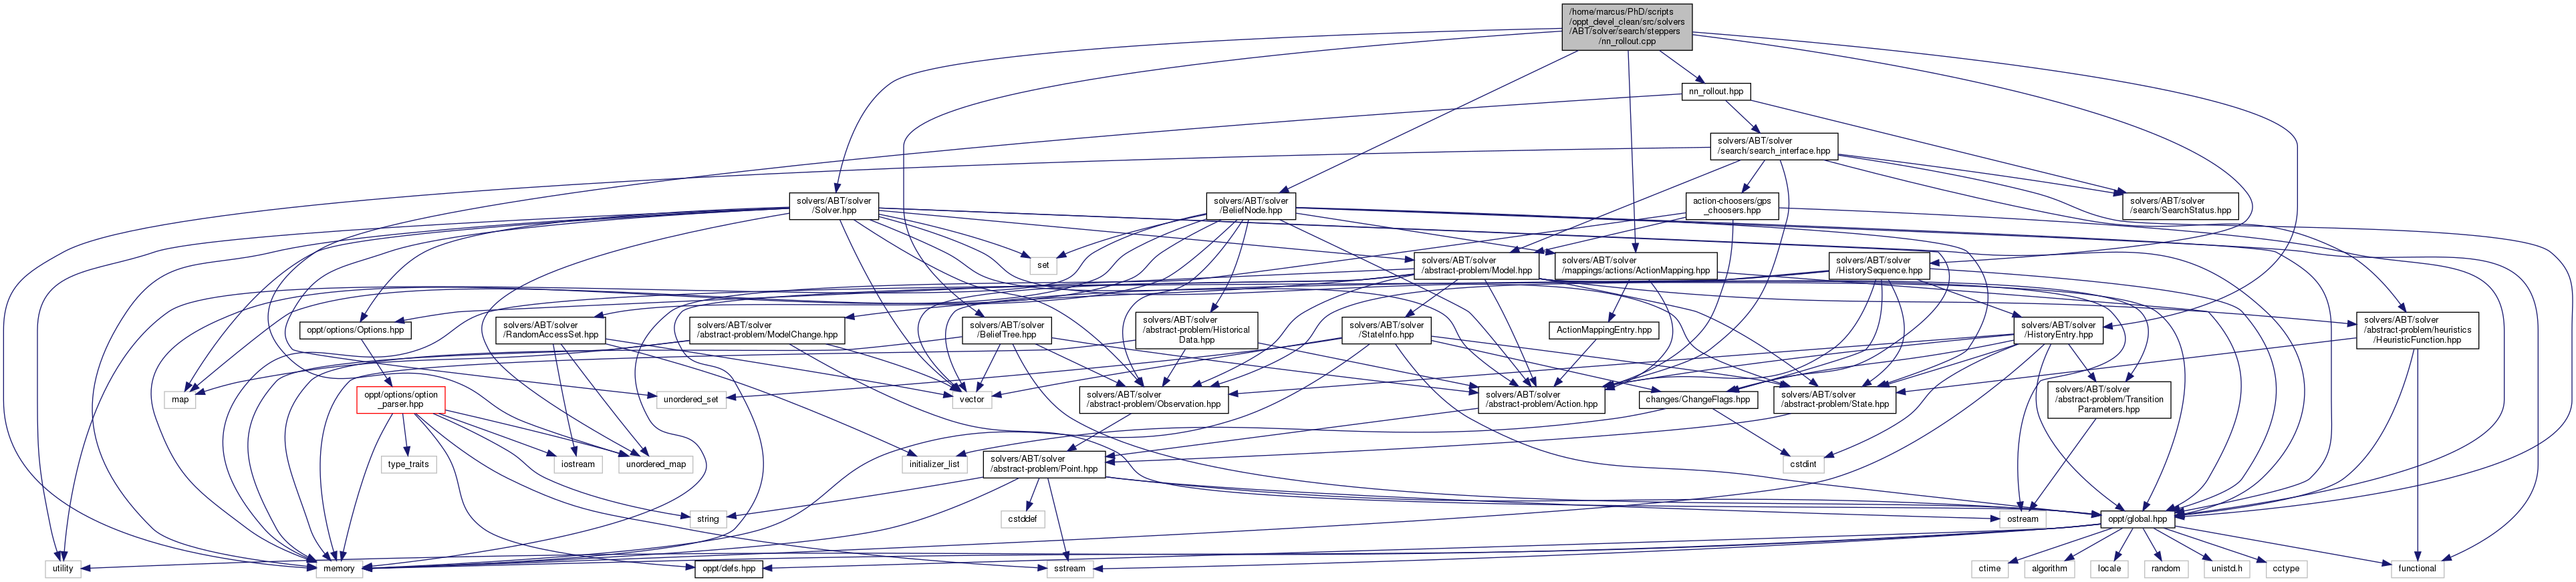 /home/marcus/PhD/scripts
/oppt_devel_clean/src/solvers
/ABT/solver/search/steppers
/nn_rollout.cpp
nn_rollout.hpp
solvers/ABT/solver
/search/search_interface.hpp
solvers/ABT/solver
/Solver.hpp
solvers/ABT/solver
/BeliefNode.hpp
action-choosers/gps
_choosers.hpp
solvers/ABT/solver
/search/SearchStatus.hpp
set
solvers/ABT/solver
/abstract-problem/Model.hpp
solvers/ABT/solver
/mappings/actions/ActionMapping.hpp
solvers/ABT/solver
/HistorySequence.hpp
oppt/options/Options.hpp
solvers/ABT/solver
/RandomAccessSet.hpp
solvers/ABT/solver
/abstract-problem/ModelChange.hpp
solvers/ABT/solver
/BeliefTree.hpp
solvers/ABT/solver
/abstract-problem/Historical
Data.hpp
solvers/ABT/solver
/StateInfo.hpp
ActionMappingEntry.hpp
solvers/ABT/solver
/HistoryEntry.hpp
solvers/ABT/solver
/abstract-problem/heuristics
/HeuristicFunction.hpp
map
oppt/options/option
_parser.hpp
unordered_set
vector
solvers/ABT/solver
/abstract-problem/Observation.hpp
solvers/ABT/solver
/abstract-problem/Action.hpp
changes/ChangeFlags.hpp
solvers/ABT/solver
/abstract-problem/State.hpp
solvers/ABT/solver
/abstract-problem/Transition
Parameters.hpp
type_traits
iostream
unordered_map
initializer_list
solvers/ABT/solver
/abstract-problem/Point.hpp
cstdint
string
cstddef
ostream
oppt/global.hpp
utility
memory
oppt/defs.hpp
sstream
ctime
algorithm
locale
random
unistd.h
cctype
functional